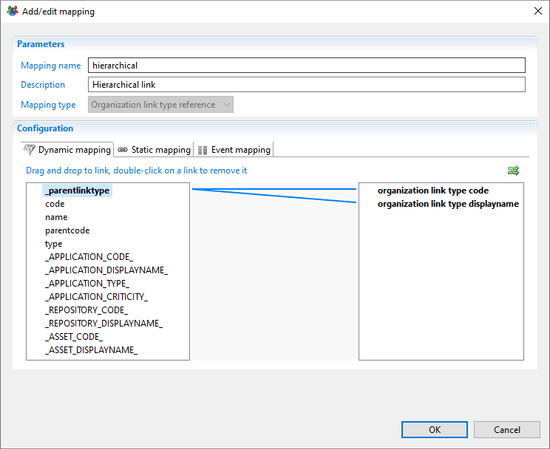 Add/edit mapping
Parameters
Mapping name hierarchical
Description Hierarchical link
Mapping type Organization link type reference
Configuration
Dynamic mapping Static mapping Event mapping
Drag and drop to link, double-click on a link to remove it
_parentlinktype organization link type code
code organization link type displayname
name
parentcode
type
_APPLICATION_CODE_
_APPLICATION_DISPLAYNAME_
_APPLICATION_TYPE_
_APPLICATION_CRITICITY_
_REPOSITORY_CODE_
_REPOSITORY_DISPLAYNAME_
_ASSET_CODE_
_ASSET_DISPLAYNAME_
OK Cancel